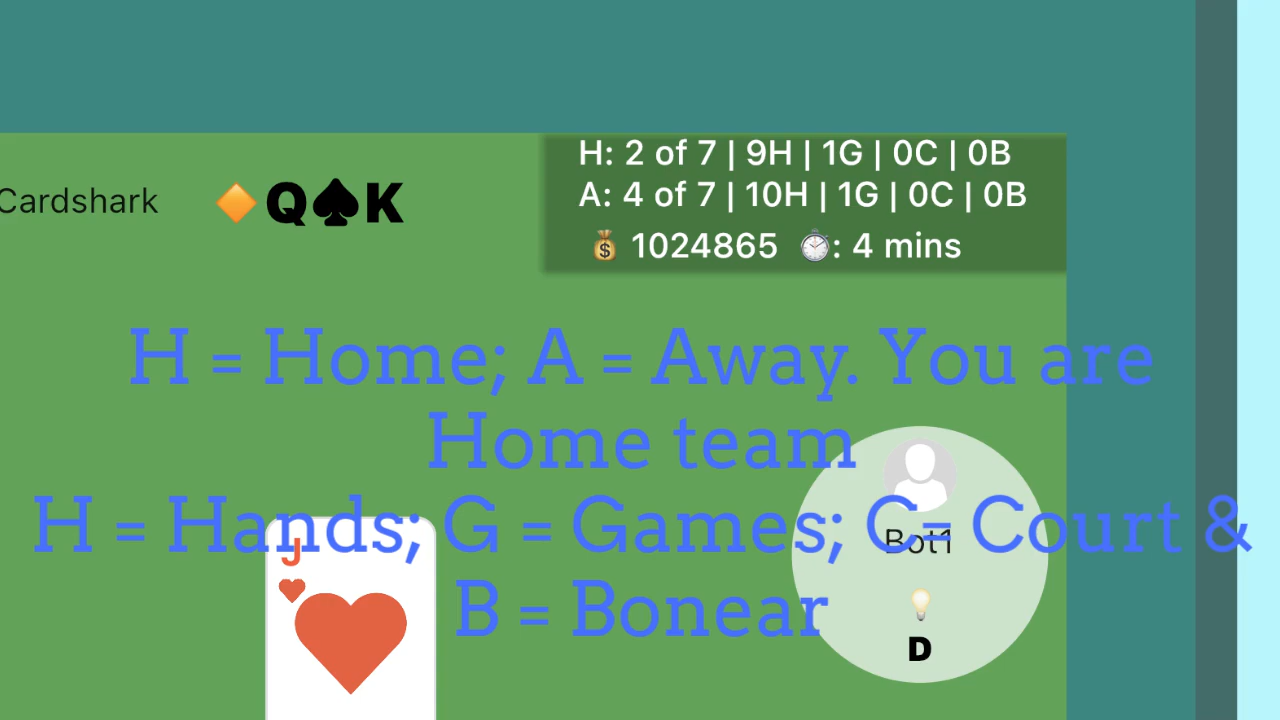 H: 2 of 7 | 9H | 1G | 0C | 0B
A: 4 of 7 | 10H | 1G | 0C | 0B
Cardshark 🔶Q♠K
💰 1024865 ⏱: 4 mins
H = Home; A = Away. You are
Home team
H = Hands; G = Games; C= Court &
B = Bonear
J
Bot1
D